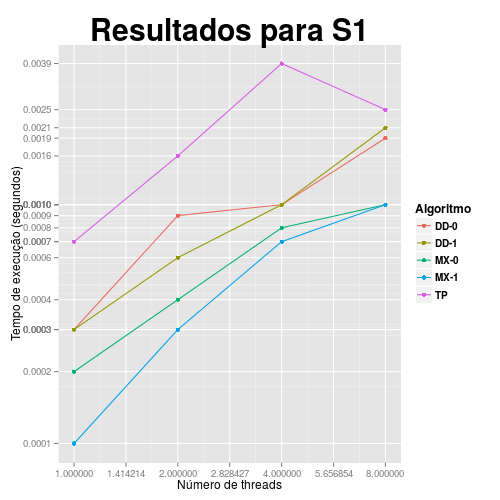 Resultados para S1
Tempo de execução (segundos)
0.0039
0.0025
0.0021
0.0019
0.0016
0.0010
0.0009
0.0008
0.0007
0.0006
0.0004
0.0003
0.0002
0.0001
1.000000 1.414214 2.000000 2.828427 4.000000 5.656854 8.000000
Número de threads
Algoritmo
DD-0
DD-1
MX-0
MX-1
TP